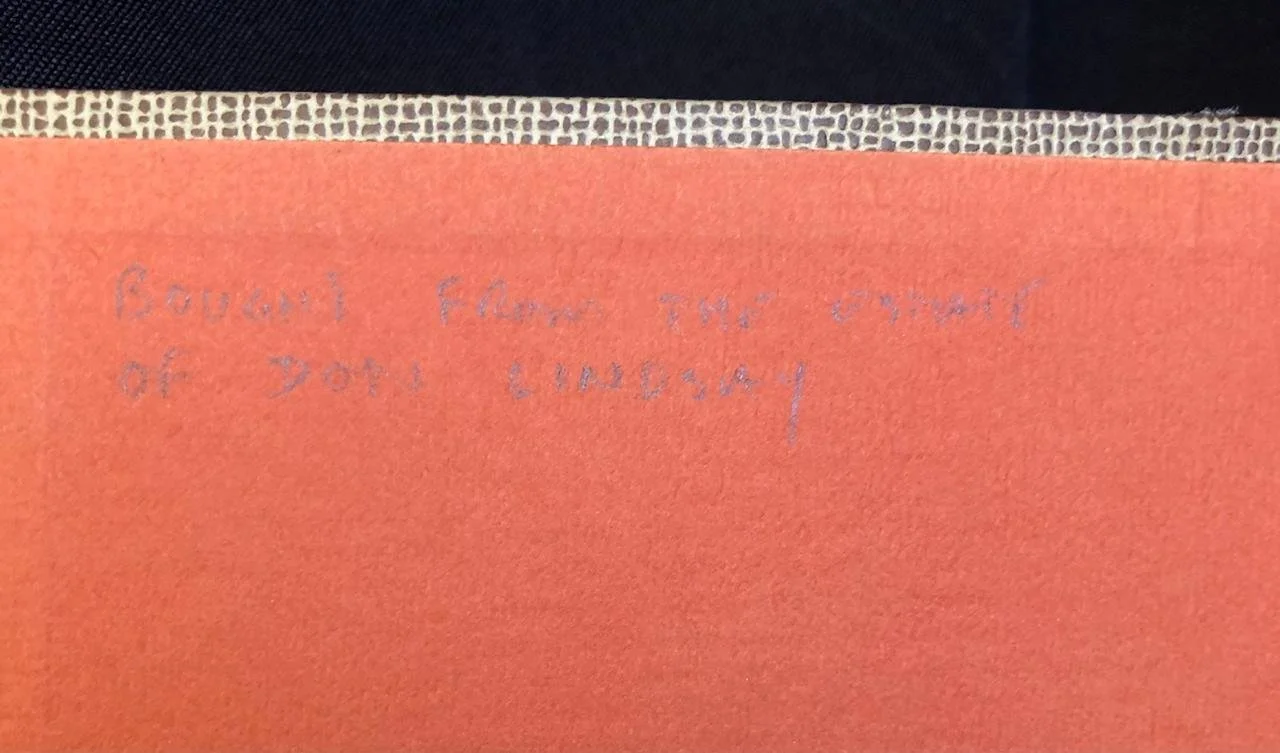 BOUGHT FROM THE ESTATE
OF LINDSAY